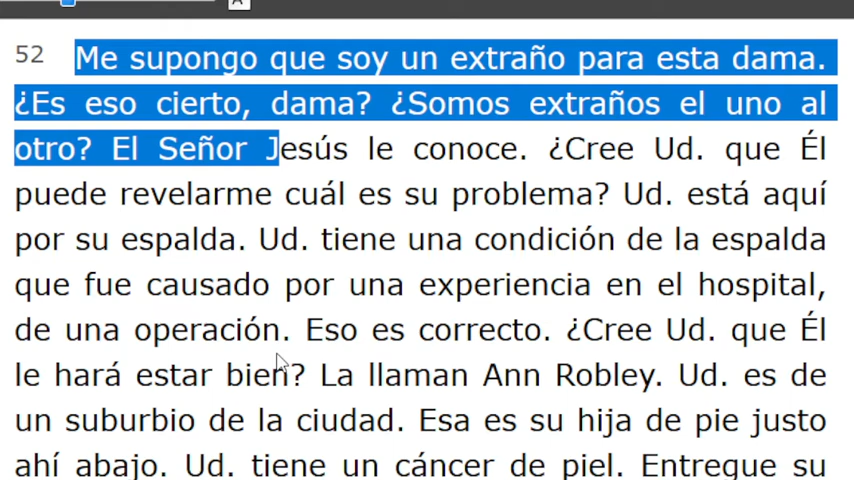 52 Me supongo que soy un extraño para esta dama.
¿Es eso cierto, dama? ¿Somos extraños el uno al
otro? El Señor Jesús le conoce. ¿Cree Ud. que Él
puede revelarme cuál es su problema? Ud. está aquí
por su espalda. Ud. tiene una condición de la espalda
que fue causado por una experiencia en el hospital,
de una operación. Eso es correcto. ¿Cree Ud. que Él
le hará estar bien? La llaman Ann Robley. Ud. es de
un suburbio de la ciudad. Esa es su hija de pie justo
ahí abajo. Ud. tiene un cáncer de piel. Entregue su